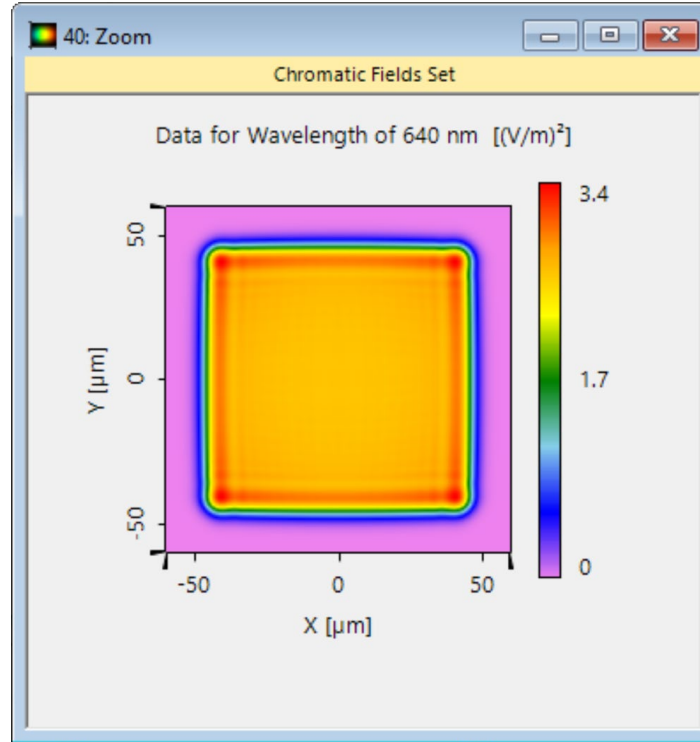 40: Zoom
Chromatic Fields Set
Data for Wavelength of 640 nm  [(V/m)²]
3.4
1.7
0
50
0
-50
Y [µm]
-50 0 50
X [µm]